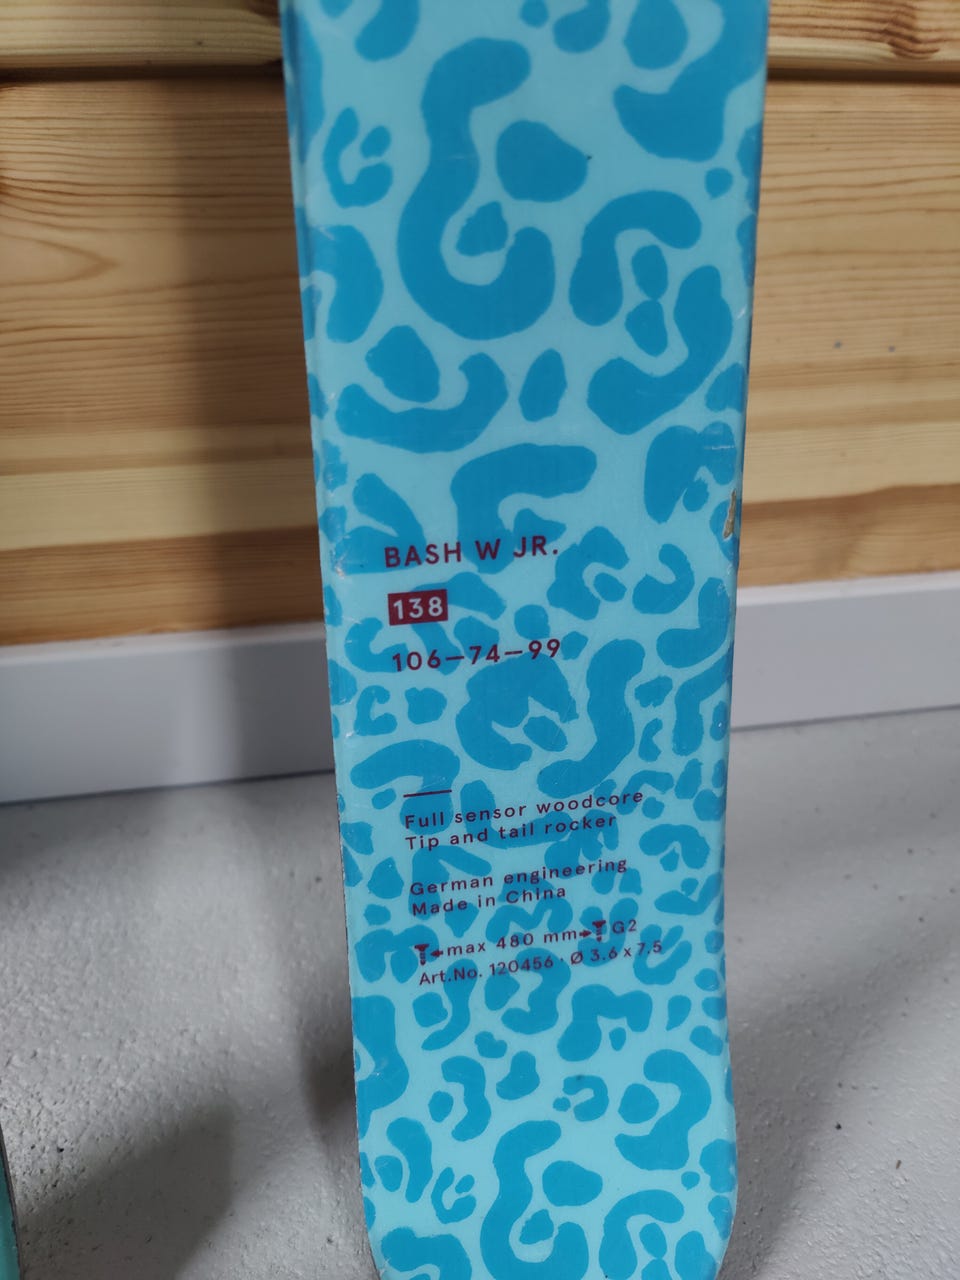 BASH W JR.
138
106–74–99
Full sensor woodcore
Tip and tail rocker
German engineering
Made in China
←max 480 mm→ G2
Art.No. 120456 · Ø 3.6 x 7.5